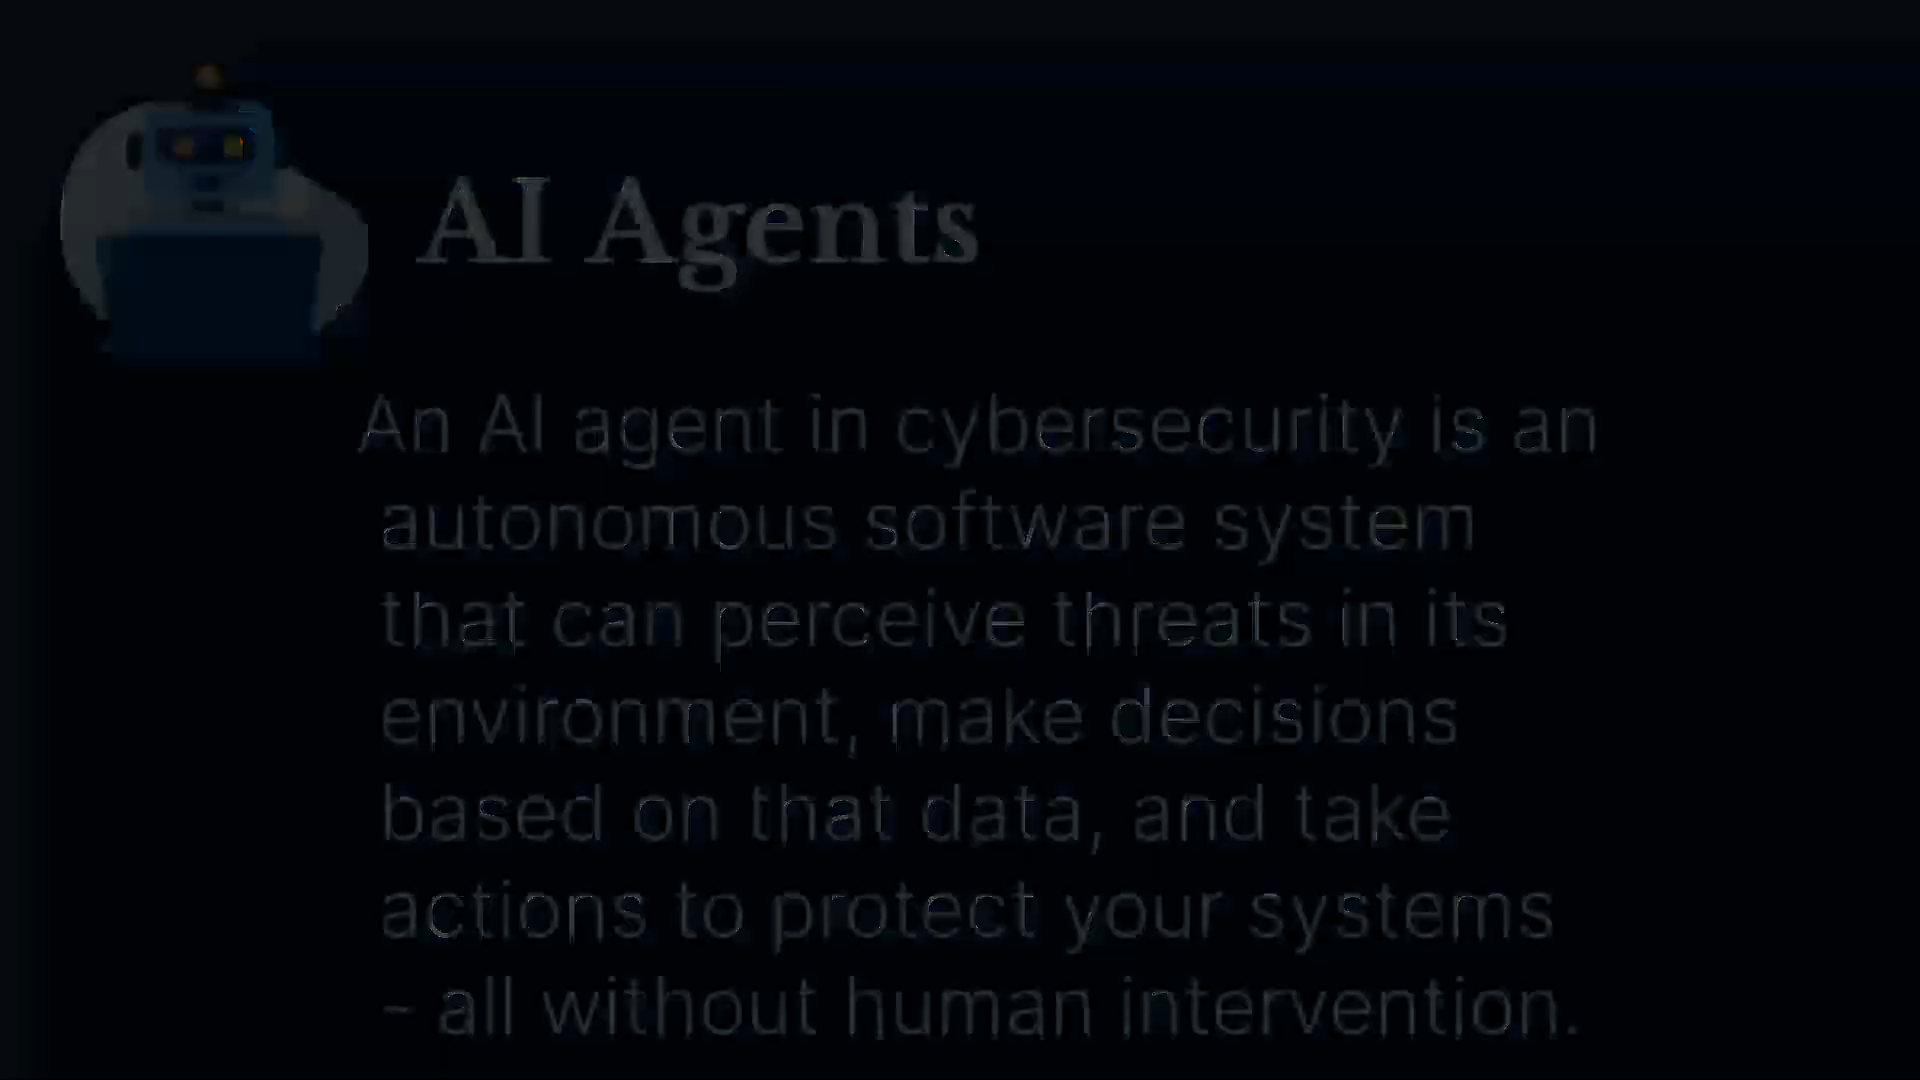 AI Agents
An AI agent in cybersecurity is an
autonomous software system
that can perceive threats in its
environment, make decisions
based on that data, and take
actions to protect your systems
– all without human intervention.